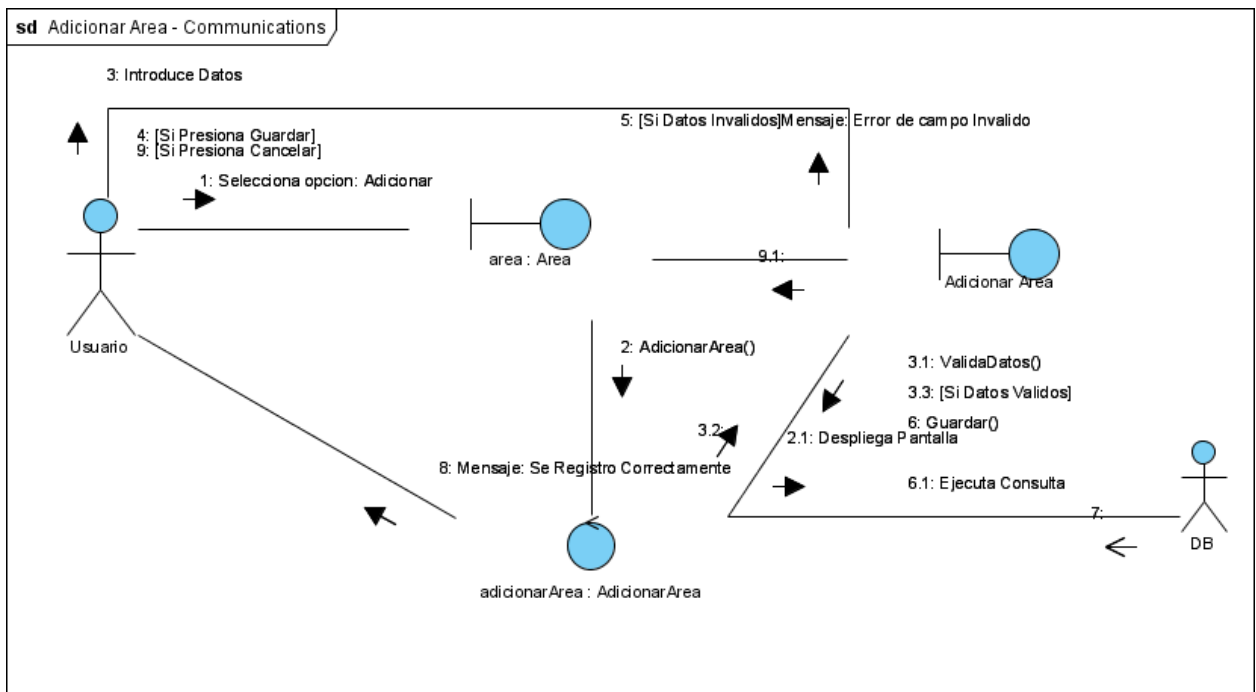 sd Adicionar Area - Communications
3: Introduce Datos
5: [Si Datos Invalidos]Mensaje: Error de campo Invalido
4: [Si Presiona Guardar]
9: [Si Presiona Cancelar]
1: Selecciona opcion: Adicionar
area : Area
9.1:
Adicionar Area
Usuario
2: AdicionarArea()
3.1: ValidaDatos()
3.3: [Si Datos Validos]
6: Guardar()
3.2:
2.1: Despliega Pantalla
8: Mensaje: Se Registro Correctamente
6.1: Ejecuta Consulta
7:
DB
adicionarArea : AdicionarArea